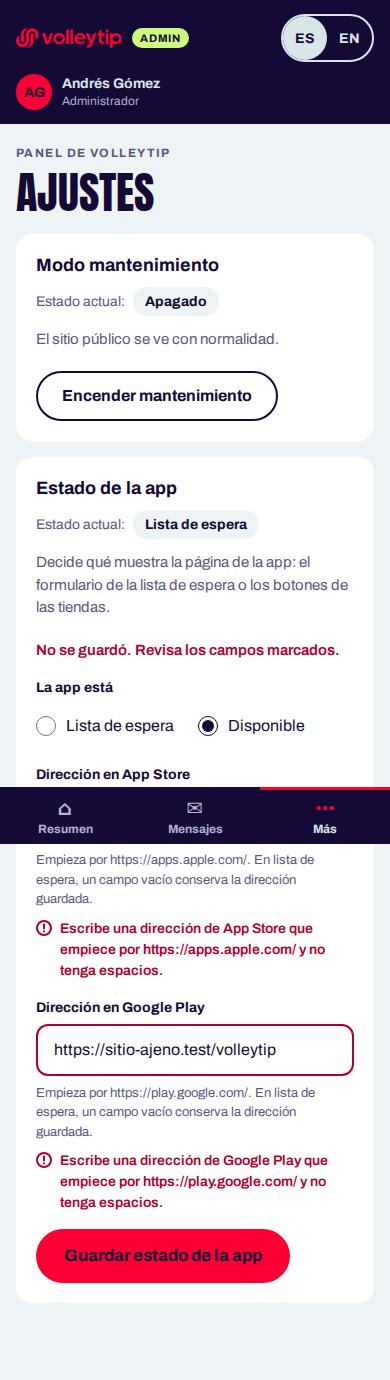 volleytip ADMIN ES EN
AG Andrés Gómez
Administrador
PANEL DE VOLLEYTIP
AJUSTES
Modo mantenimiento
Estado actual: Apagado
El sitio público se ve con normalidad.
Encender mantenimiento
Estado de la app
Estado actual: Lista de espera
Decide qué muestra la página de la app: el
formulario de la lista de espera o los botones de
las tiendas.
No se guardó. Revisa los campos marcados.
La app está
Lista de espera Disponible
Dirección en App Store
Resumen Mensajes Más
Empieza por https://apps.apple.com/. En lista de
espera, un campo vacío conserva la dirección
guardada.
Escribe una dirección de App Store que
empiece por https://apps.apple.com/ y no
tenga espacios.
Dirección en Google Play
https://sitio-ajeno.test/volleytip
Empieza por https://play.google.com/. En lista de
espera, un campo vacío conserva la dirección
guardada.
Escribe una dirección de Google Play que
empiece por https://play.google.com/ y no
tenga espacios.
Guardar estado de la app